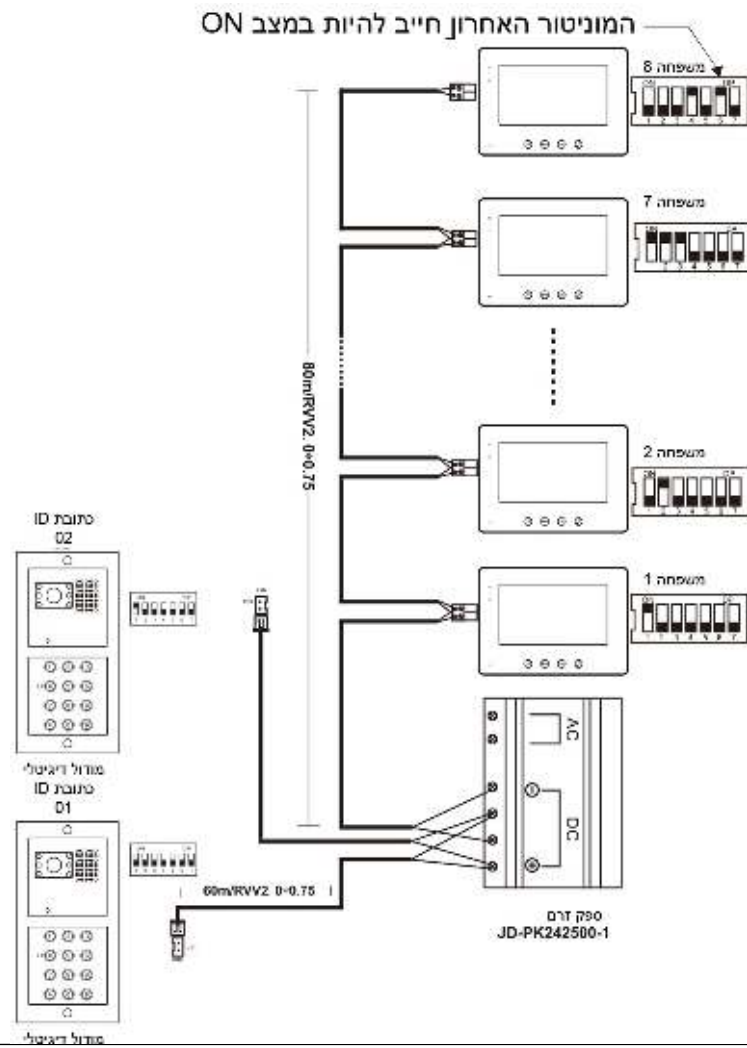 המוניטור האחרון חייב להיות במצב ON
משפחה 8
משפחה 7
80m/RVV2. 0*0.75
משפחה 2
כתובת ID
02
משפחה 1
AC
DC
מודול דיגיטלי
כתובת ID
01
60m/RVV2 0*0.75
ספק זרם
JD-PK242500-1
מודול דיגיטלי